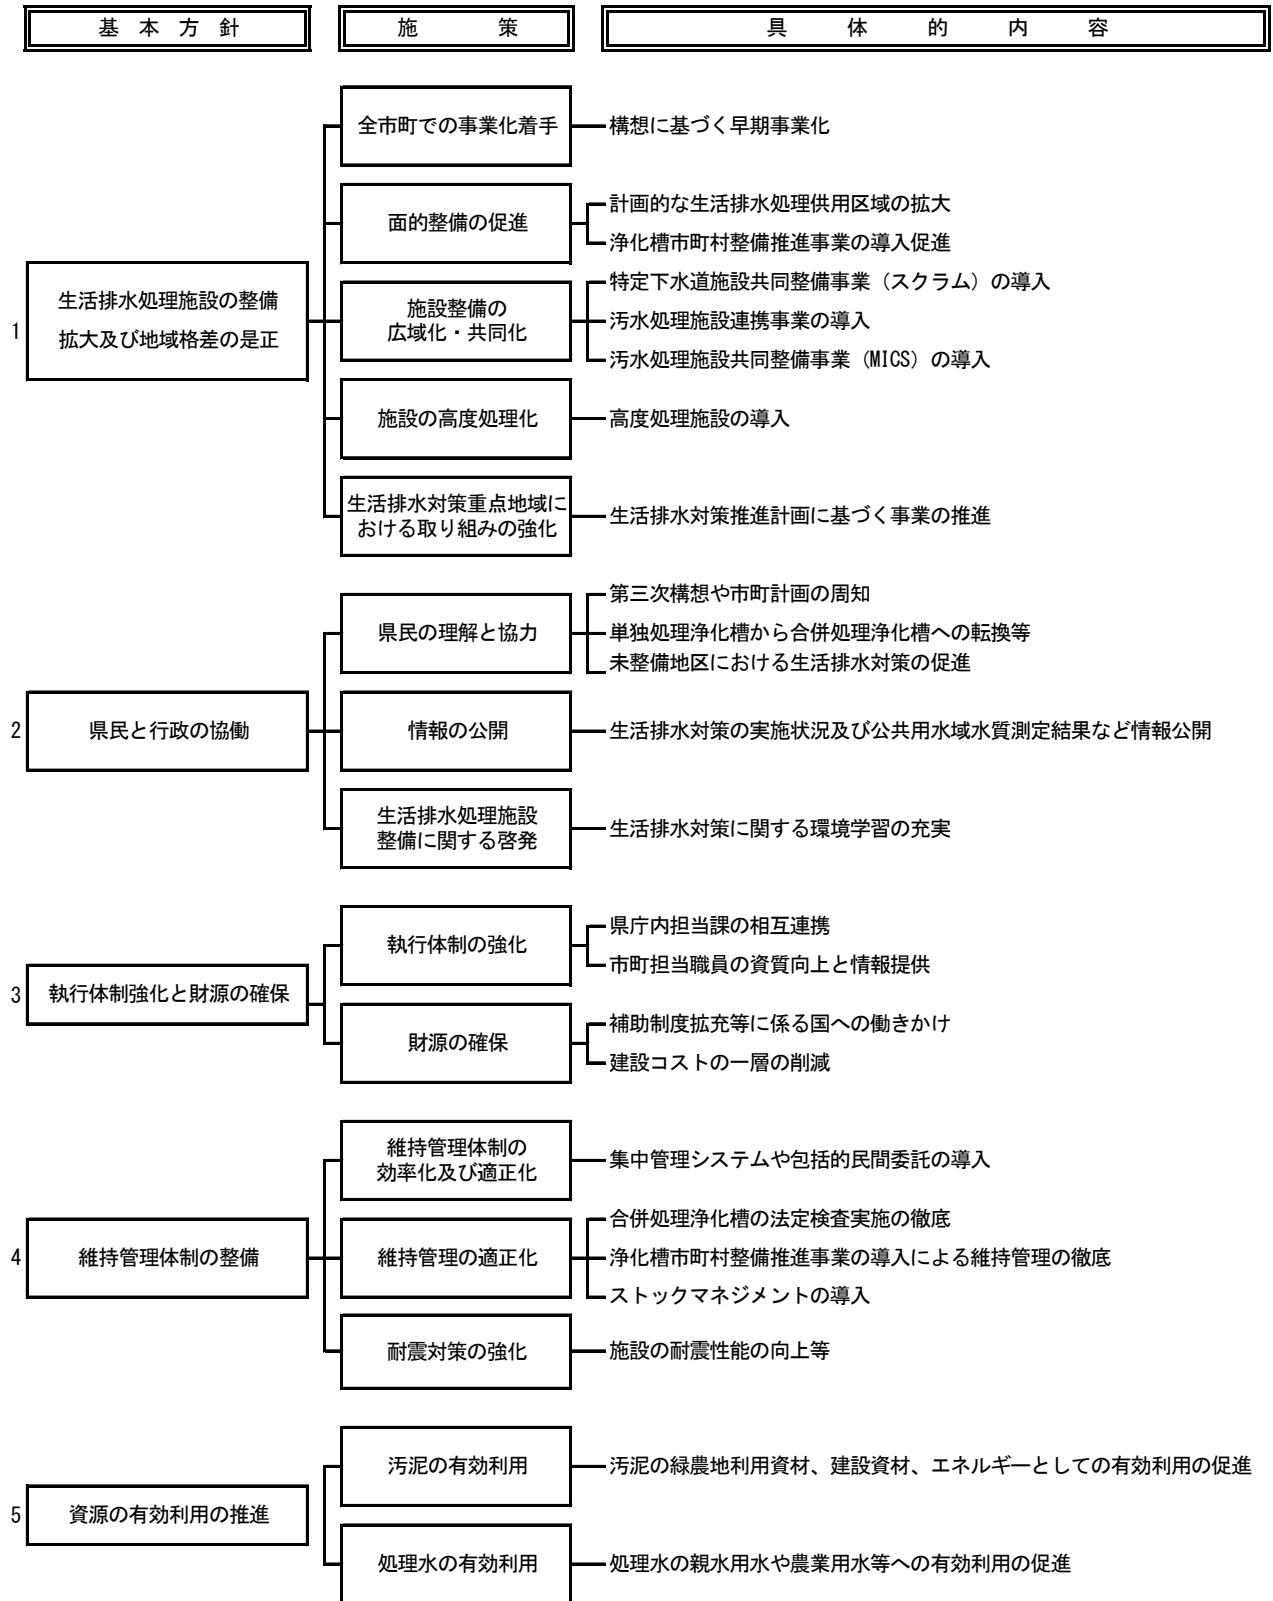 基本方針
施策
具体的内容
全市町での事業化着手
構想に基づく早期事業化
面的整備の促進
計画的な生活排水処理供用区域の拡大
浄化槽市町村整備推進事業の導入促進
1
生活排水処理施設の整備
拡大及び地域格差の是正
施設整備の
広域化・共同化
特定下水道施設共同整備事業（スクラム）の導入
汚水処理施設連携事業の導入
汚水処理施設共同整備事業（MICS）の導入
施設の高度処理化
高度処理施設の導入
生活排水対策重点地域に
おける取り組みの強化
生活排水対策推進計画に基づく事業の推進
県民の理解と協力
第三次構想や市町計画の周知
単独処理浄化槽から合併処理浄化槽への転換等
未整備地区における生活排水対策の促進
2
県民と行政の協働
情報の公開
生活排水対策の実施状況及び公共用水域水質測定結果など情報公開
生活排水処理施設
整備に関する啓発
生活排水対策に関する環境学習の充実
執行体制の強化
県庁内担当課の相互連携
市町担当職員の資質向上と情報提供
3
執行体制強化と財源の確保
財源の確保
補助制度拡充等に係る国への働きかけ
建設コストの一層の削減
維持管理体制の
効率化及び適正化
集中管理システムや包括的民間委託の導入
4
維持管理体制の整備
維持管理の適正化
合併処理浄化槽の法定検査実施の徹底
浄化槽市町村整備推進事業の導入による維持管理の徹底
ストックマネジメントの導入
耐震対策の強化
施設の耐震性能の向上等
汚泥の有効利用
汚泥の緑農地利用資材、建設資材、エネルギーとしての有効利用の促進
5
資源の有効利用の推進
処理水の有効利用
処理水の親水用水や農業用水等への有効利用の促進